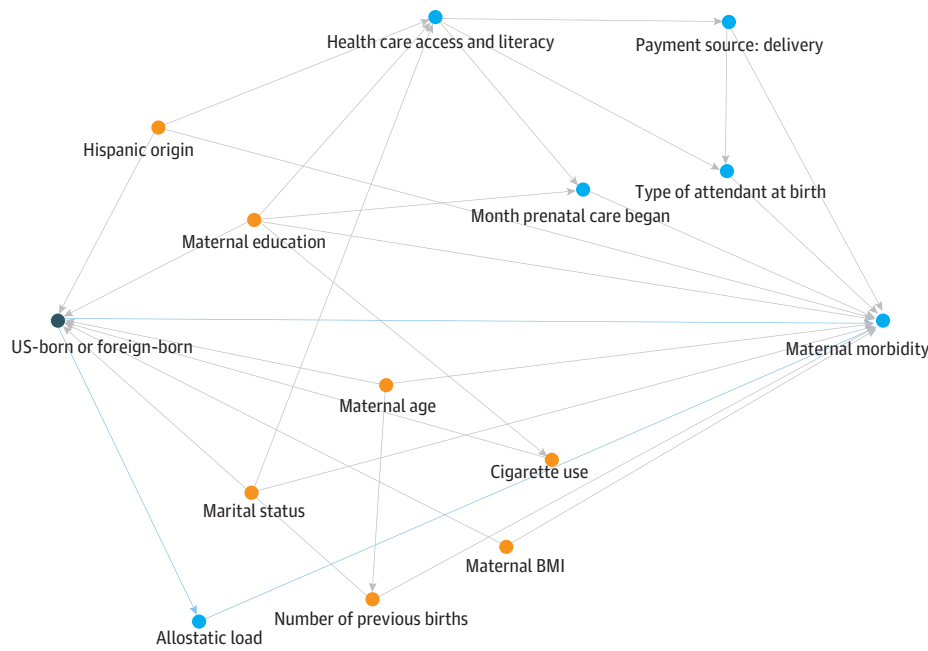 Health care access and literacy
Payment source: delivery
Hispanic origin
Type of attendant at birth
Month prenatal care began
Maternal education
US-born or foreign-born
Maternal morbidity
Maternal age
Cigarette use
Marital status
Maternal BMI
Number of previous births
Allostatic load